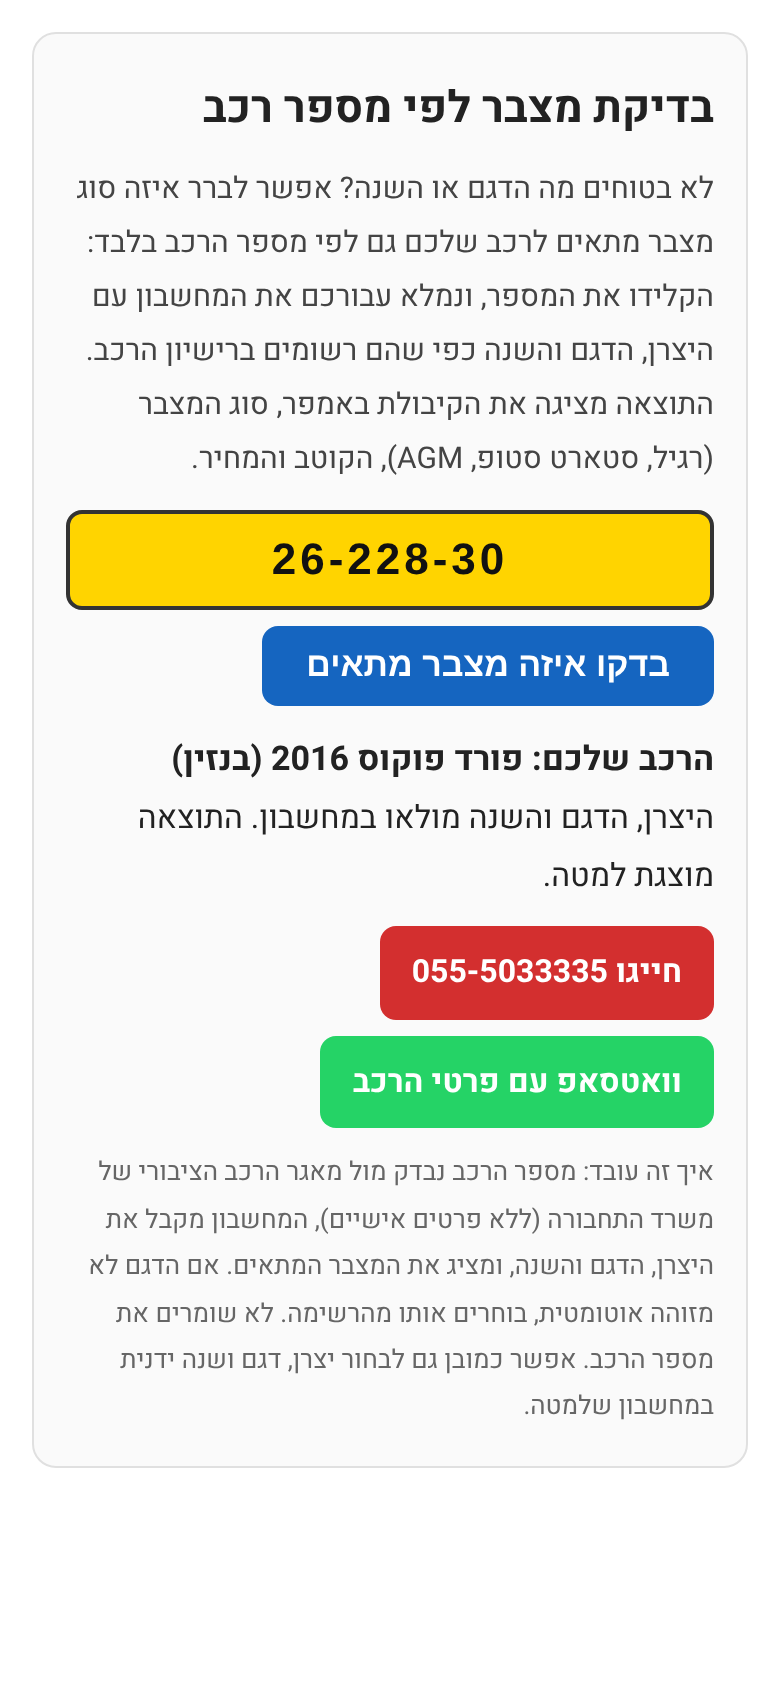 בדיקת מצבר לפי מספר רכב
לא בטוחים מה הדגם או השנה? אפשר לברר איזה סוג
מצבר מתאים לרכב שלכם גם לפי מספר הרכב בלבד:
הקלידו את המספר, ונמלא עבורכם את המחשבון עם
היצרן, הדגם והשנה כפי שהם רשומים ברישיון הרכב.
התוצאה מציגה את הקיבולת באמפר, סוג המצבר
(רגיל, סטארט סטופ, AGM), הקוטב והמחיר.
26-228-30
בדקו איזה מצבר מתאים
הרכב שלכם: פורד פוקוס 2016 (בנזין)
היצרן, הדגם והשנה מולאו במחשבון. התוצאה
מוצגת למטה.
חייגו 055-5033335
וואטסאפ עם פרטי הרכב
איך זה עובד: מספר הרכב נבדק מול מאגר הרכב הציבורי של
משרד התחבורה (ללא פרטים אישיים), המחשבון מקבל את
היצרן, הדגם והשנה, ומציג את המצבר המתאים. אם הדגם לא
מזוהה אוטומטית, בוחרים אותו מהרשימה. לא שומרים את
מספר הרכב. אפשר כמובן גם לבחור יצרן, דגם ושנה ידנית
במחשבון שלמטה.